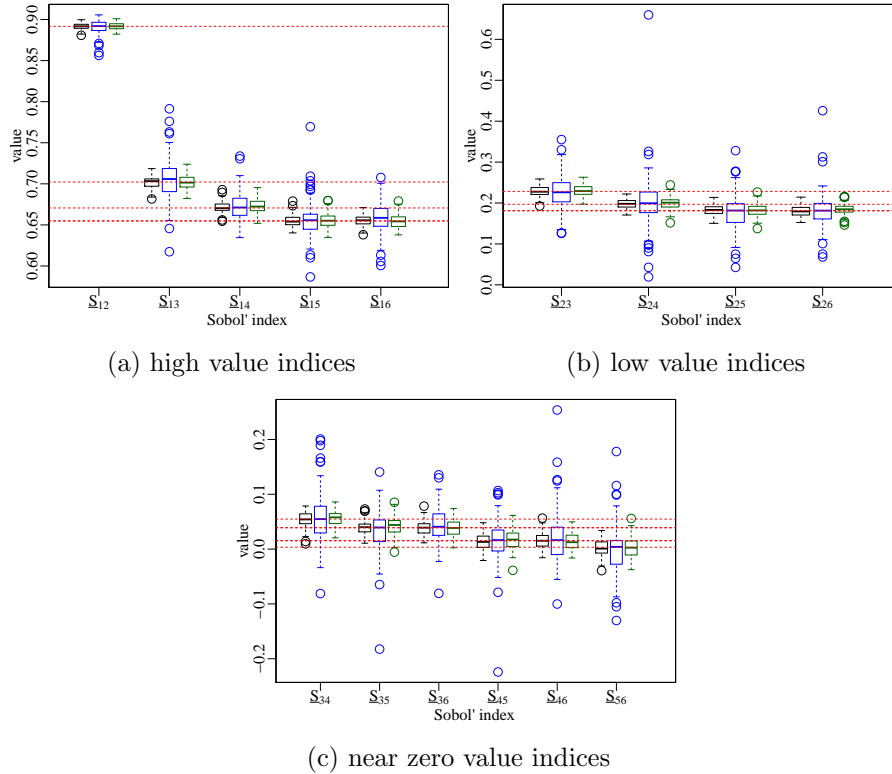 0.90
0.85
0.80
0.75
0.70
0.65
0.60
value
S12 S13 S14 S15 S16
Sobol' index
(a) high value indices
0.6
0.5
0.4
0.3
0.2
0.1
0.0
value
S23 S24 S25 S26
Sobol' index
(b) low value indices
0.2
0.1
0.0
−0.1
−0.2
value
S34 S35 S36 S45 S46 S56
Sobol' index
(c) near zero value indices